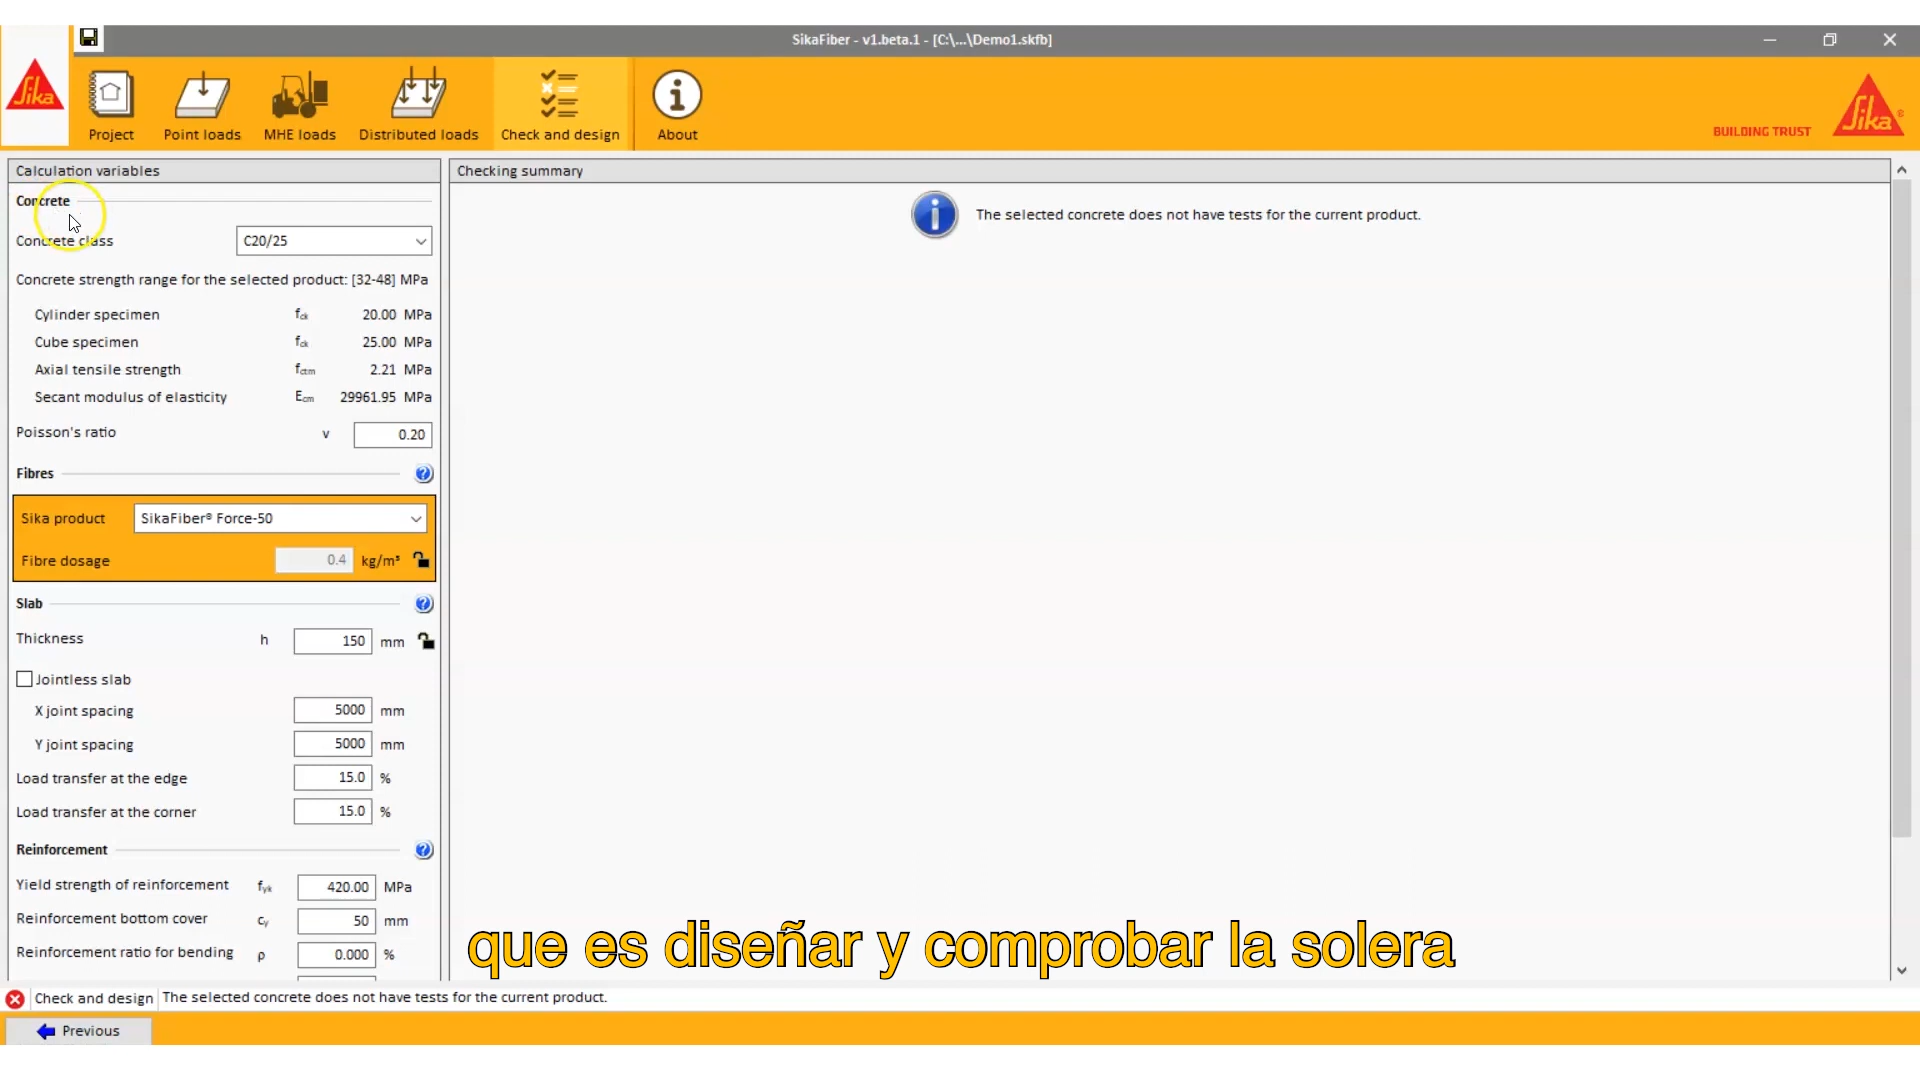 SikaFiber - v1.beta.1 - [C:\...\Demo1.skfb]
Sika
Project
Point loads
MHE loads
Distributed loads
Check and design
About
BUILDING TRUST
Sika®
Calculation variables
Checking summary
Concrete
The selected concrete does not have tests for the current product.
Concrete class C20/25
Concrete strength range for the selected product: [32-48] MPa
Cylinder specimen fck 20.00 MPa
Cube specimen fck 25.00 MPa
Axial tensile strength fctm 2.21 MPa
Secant modulus of elasticity Ecm 29961.95 MPa
Poisson's ratio v 0.20
Fibres
Sika product SikaFiber® Force-50
Fibre dosage 0.4 kg/m³
Slab
Thickness h 150 mm
Jointless slab
X joint spacing 5000 mm
Y joint spacing 5000 mm
Load transfer at the edge 15.0 %
Load transfer at the corner 15.0 %
Reinforcement
Yield strength of reinforcement fyk 420.00 MPa
Reinforcement bottom cover cy 50 mm
Reinforcement ratio for bending ρ 0.000 %
que es diseñar y comprobar la solera
Check and design The selected concrete does not have tests for the current product.
Previous